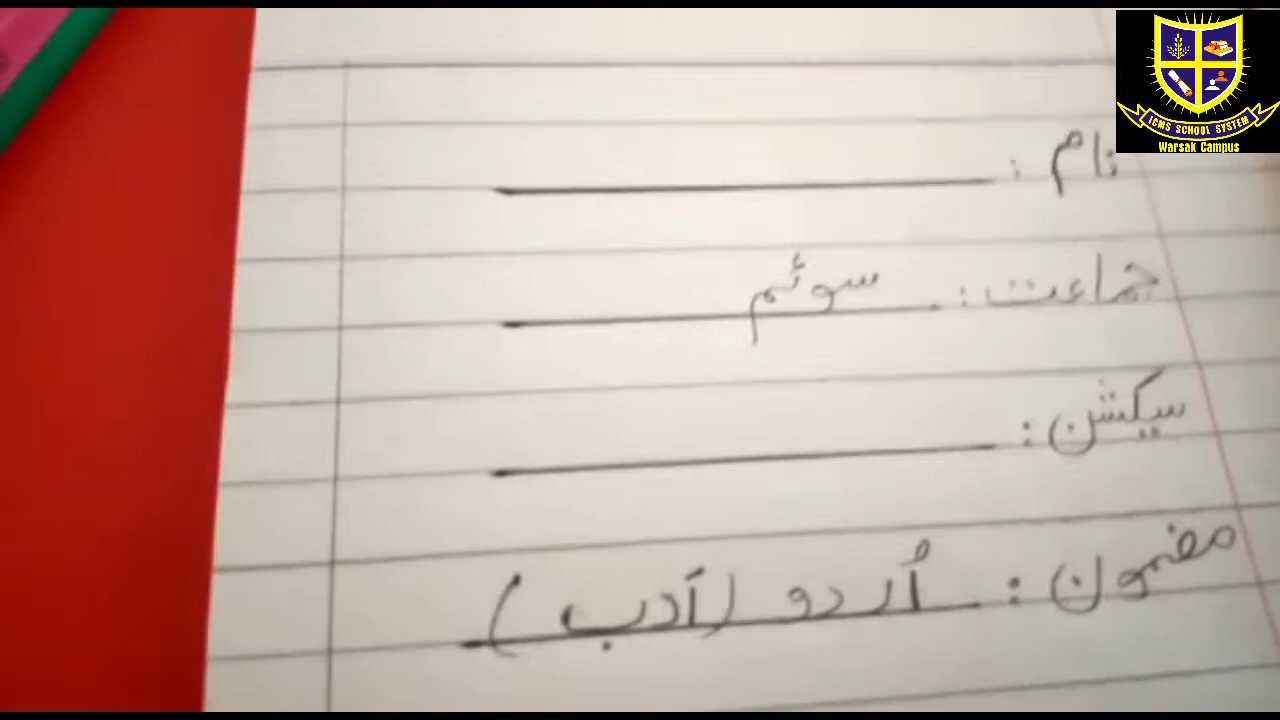 ICMS SCHOOL SYSTEM
Warsak Campus
نام :
جماعت : سوئم
سیکشن :
مضمون : اُردو (اَدب)